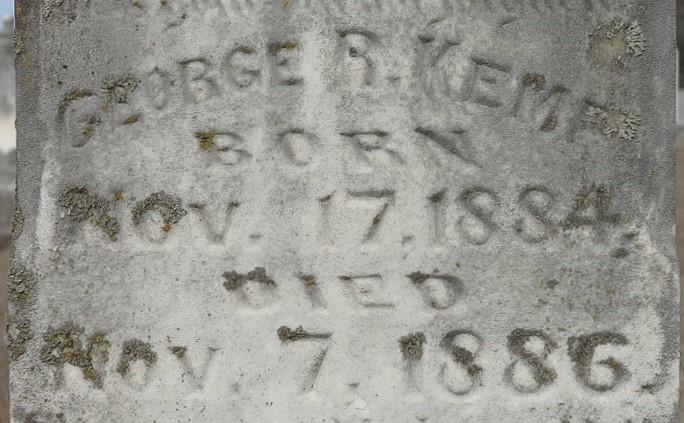 GEORGE R. KEMP
BORN
NOV. 17, 1884.
DIED
NOV. 7, 1886